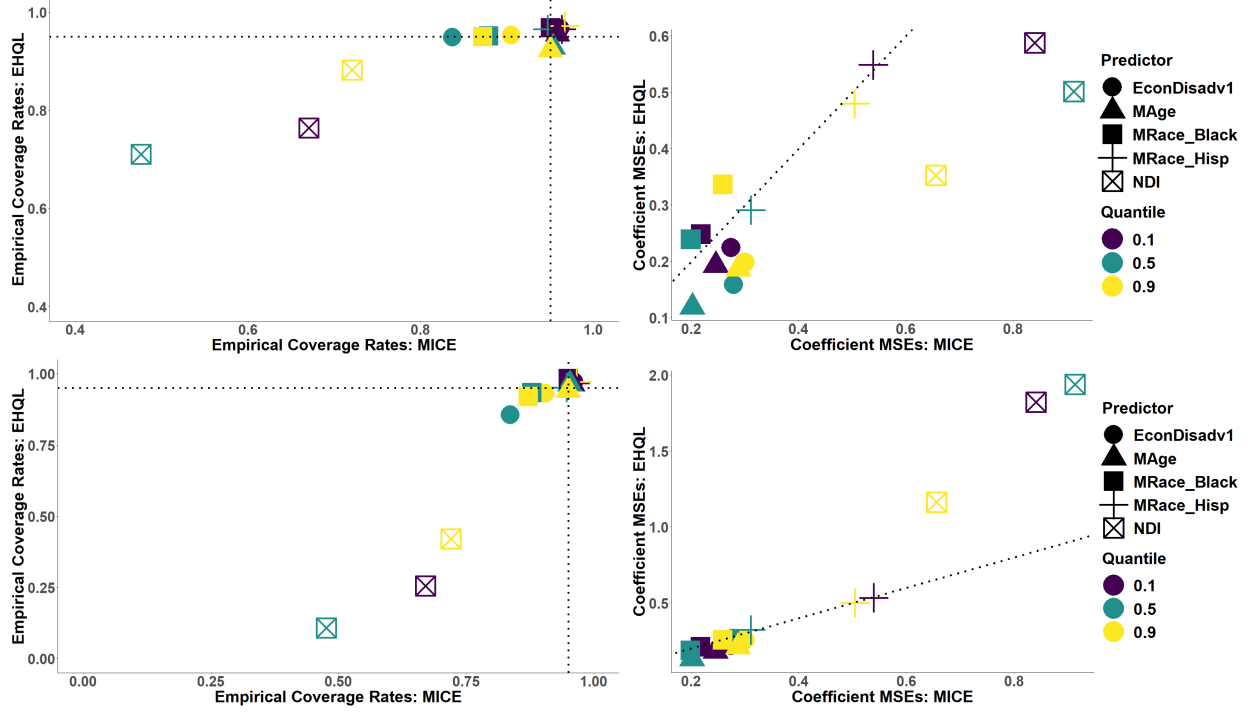 1.0
0.8
0.6
0.4
Empirical Coverage Rates: EHQL
0.4
0.6
0.8
1.0
Empirical Coverage Rates: MICE
0.6
0.5
0.4
0.3
0.2
0.1
Coefficient MSEs: EHQL
0.2
0.4
0.6
0.8
Coefficient MSEs: MICE
Predictor
EconDisadv1
MAge
MRace_Black
MRace_Hisp
NDI
Quantile
0.1
0.5
0.9
1.00
0.75
0.50
0.25
0.00
Empirical Coverage Rates: EHQL
0.00
0.25
0.50
0.75
1.00
Empirical Coverage Rates: MICE
2.0
1.5
1.0
0.5
Coefficient MSEs: EHQL
0.2
0.4
0.6
0.8
Coefficient MSEs: MICE
Predictor
EconDisadv1
MAge
MRace_Black
MRace_Hisp
NDI
Quantile
0.1
0.5
0.9